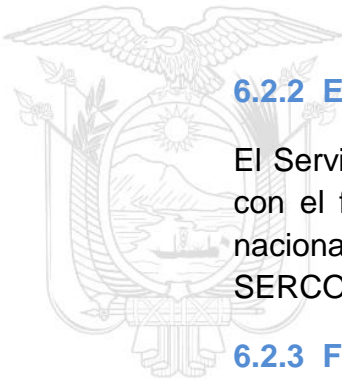 6.2.2 E
El Servi
con el f
naciona
SERCO
6.2.3 F